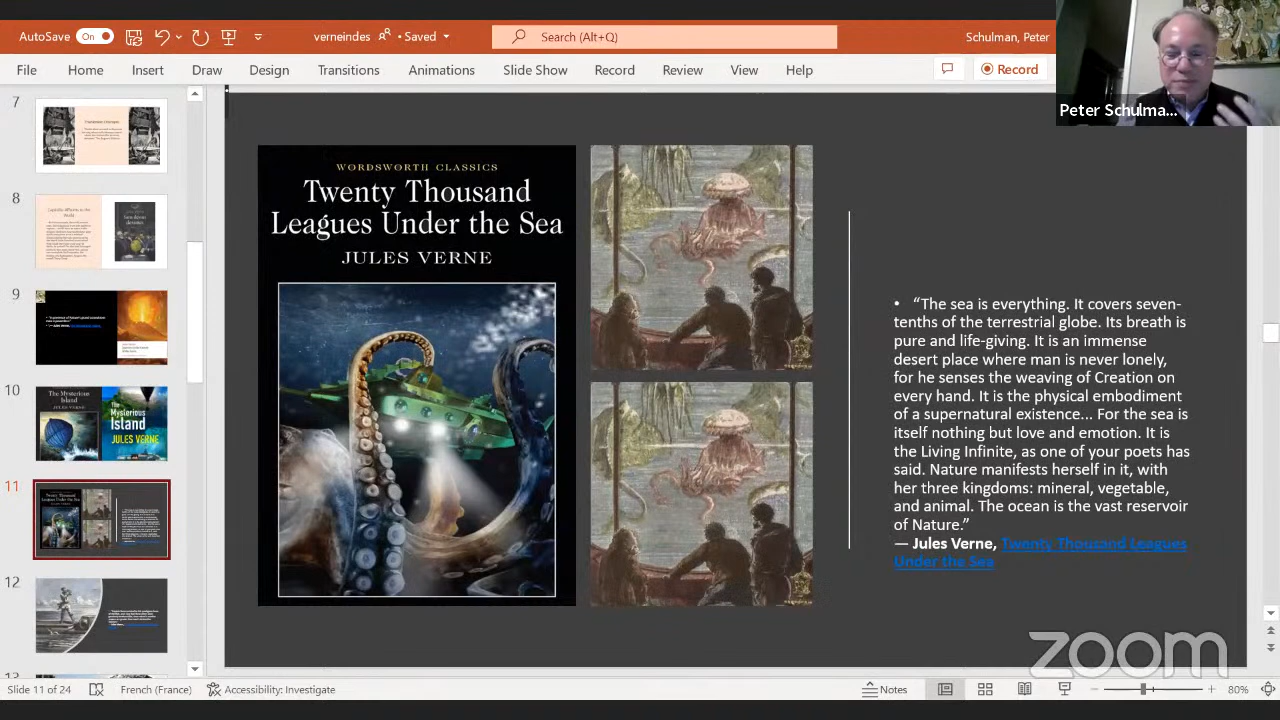 AutoSave On verneindes • Saved Search (Alt+Q) Schulman, Peter
File Home Insert Draw Design Transitions Animations Slide Show Record Review View Help Record
Peter Schulma...
7
8
9
10
The Mysterious Island
JULES VERNE
The Mysterious Island
JULES VERNE
11
12
WORDSWORTH CLASSICS
Twenty Thousand
Leagues Under the Sea
JULES VERNE
• “The sea is everything. It covers seven-
tenths of the terrestrial globe. Its breath is
pure and life-giving. It is an immense
desert place where man is never lonely,
for he senses the weaving of Creation on
every hand. It is the physical embodiment
of a supernatural existence... For the sea is
itself nothing but love and emotion. It is
the Living Infinite, as one of your poets has
said. Nature manifests herself in it, with
her three kingdoms: mineral, vegetable,
and animal. The ocean is the vast reservoir
of Nature.”
— Jules Verne, Twenty Thousand Leagues
Under the Sea
zoom
Slide 11 of 24 French (France) Accessibility: Investigate Notes 80%